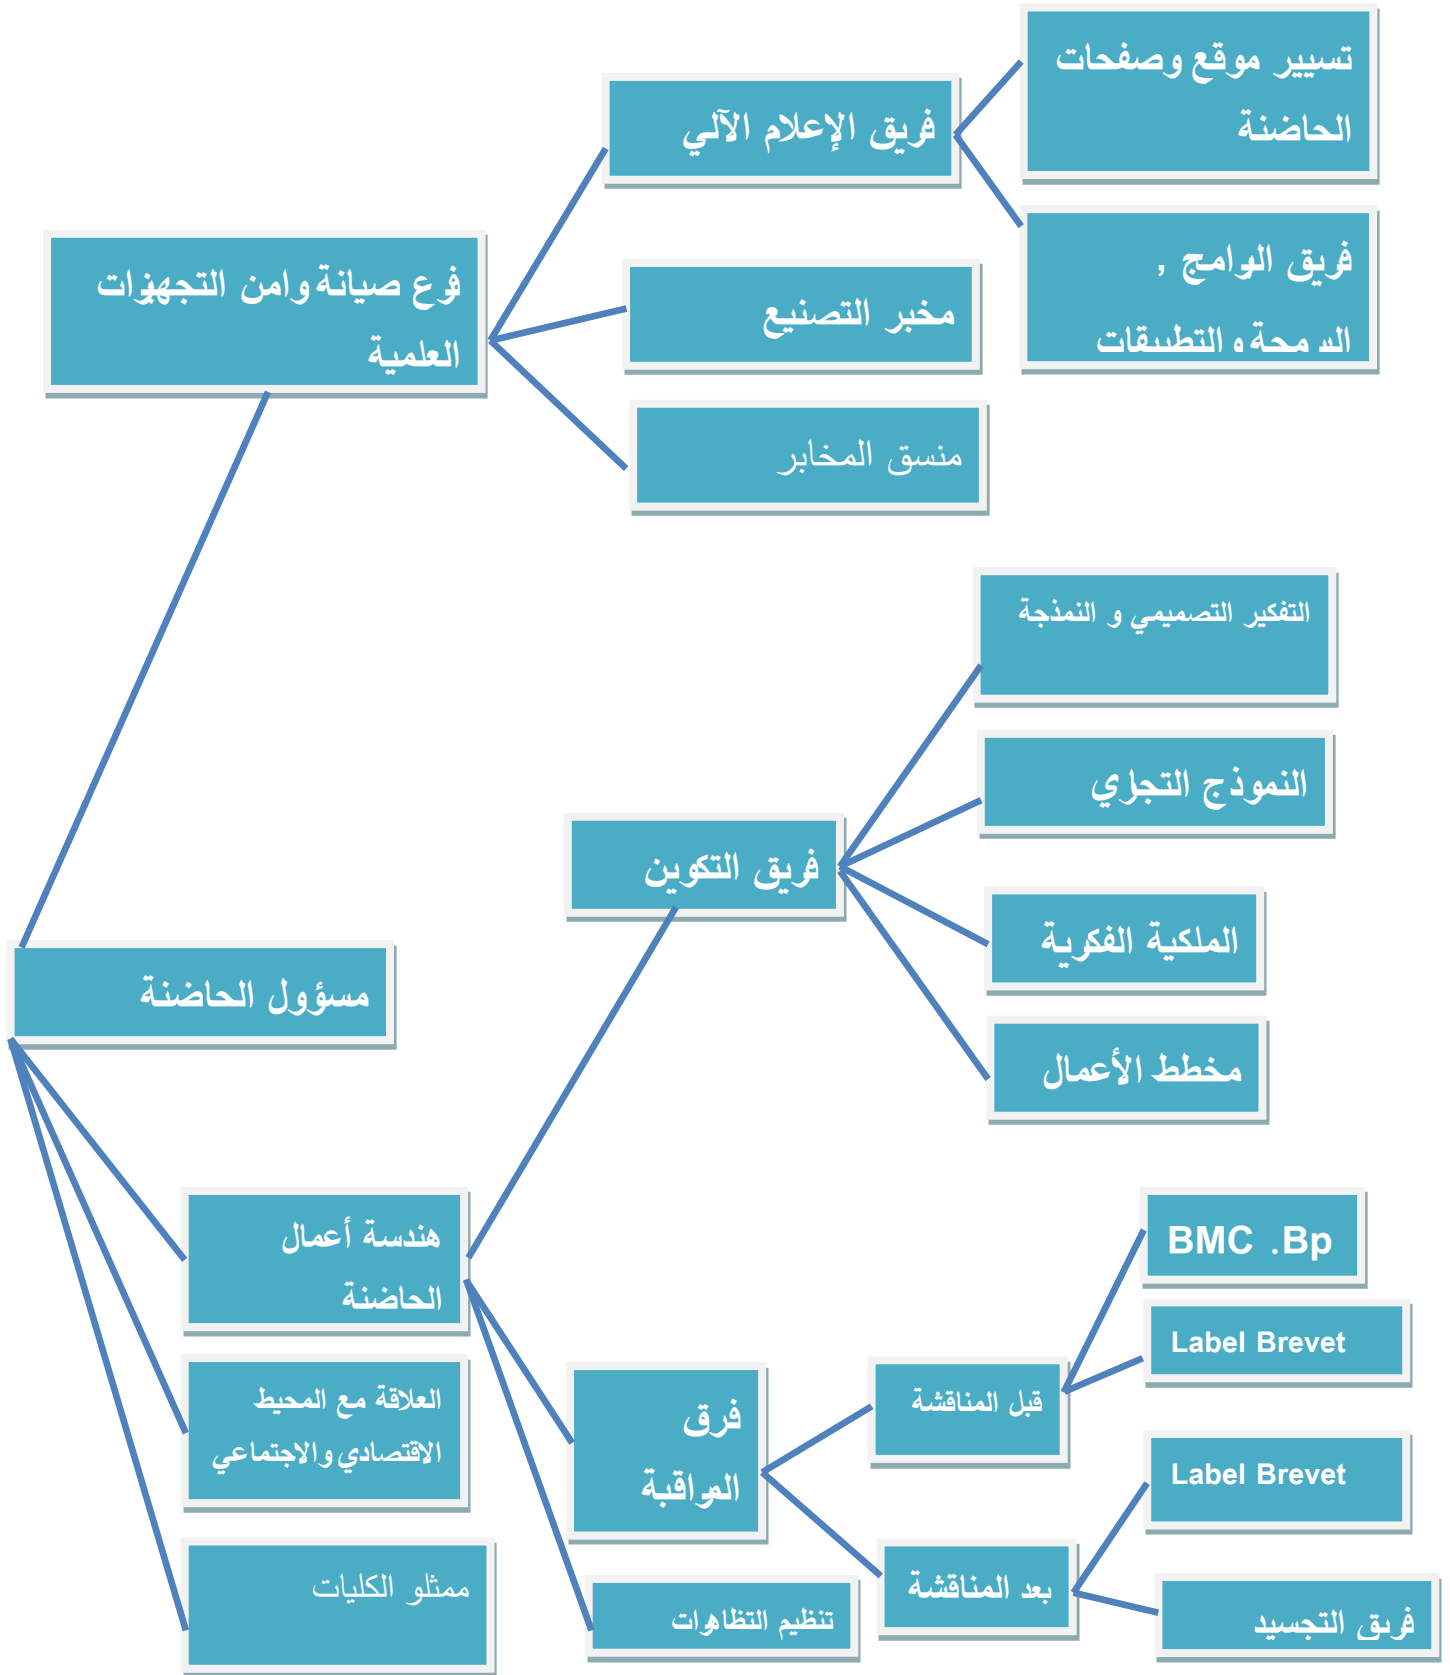 تسيير موقع وصفحات
الحاضنة
فريق الإعلام الآلي
فريق البرامج ,
البرمجة و التطبيقات
فرع صيانة وامن التجهيزات
العلمية
مخبر التصنيع
منسق المخابر
التفكير التصميمي و النمذجة
النموذج التجاري
فريق التكوين
الملكية الفكرية
مسؤول الحاضنة
مخطط الأعمال
هندسة أعمال
الحاضنة
BMC .Bp
Label Brevet
العلاقة مع المحيط
الاقتصادي والاجتماعي
فرق
المراقبة
قبل المناقشة
Label Brevet
ممثلو الكليات
تنظيم التظاهرات
بعد المناقشة
فريق التجسيد